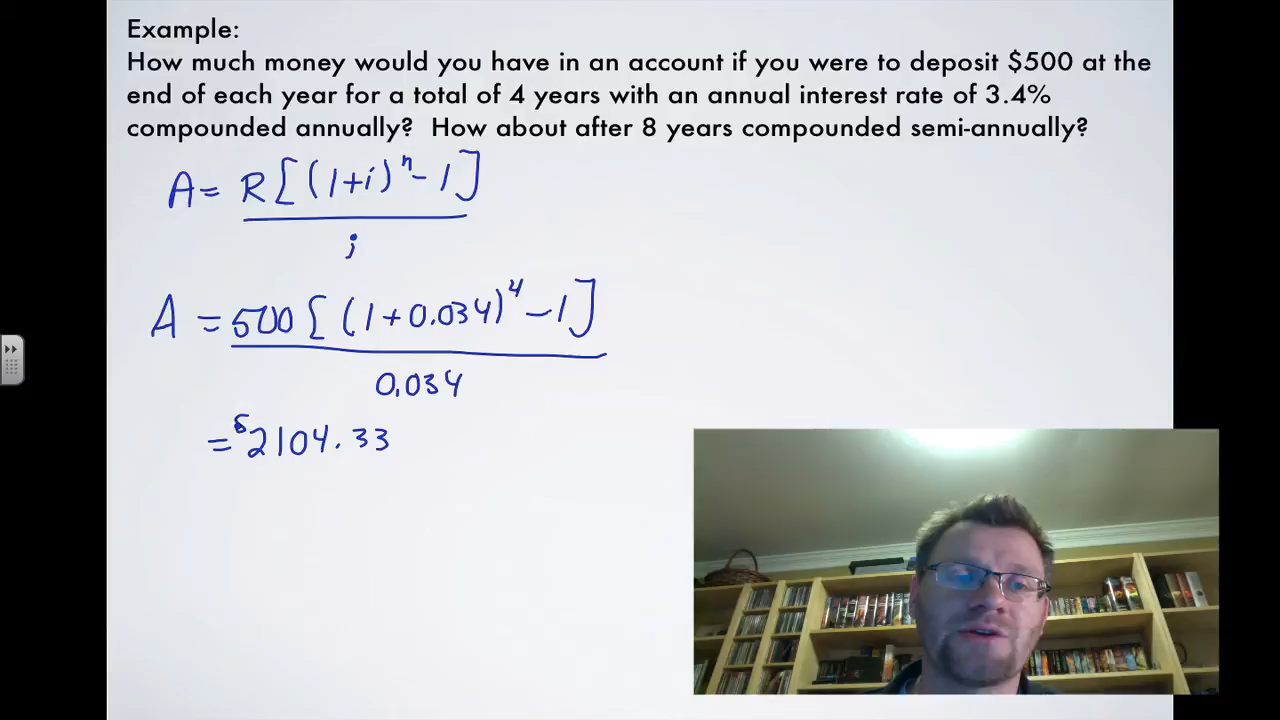 Example:
How much money would you have in an account if you were to deposit $500 at the
end of each year for a total of 4 years with an annual interest rate of 3.4%
compounded annually? How about after 8 years compounded semi-annually?
A = R[(1+i)^n - 1]
i
A = 500[(1+0.034)^4 - 1]
0.034
= $2104.33